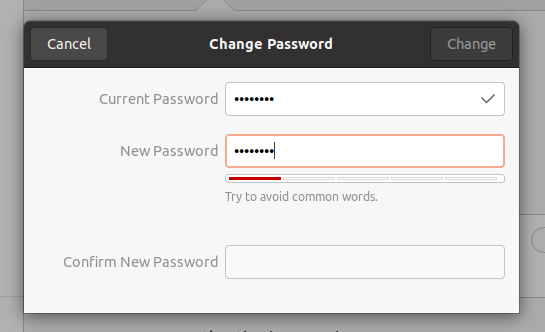 Cancel Change Password Change
Current Password ••••••••
New Password ••••••••
Try to avoid common words.
Confirm New Password